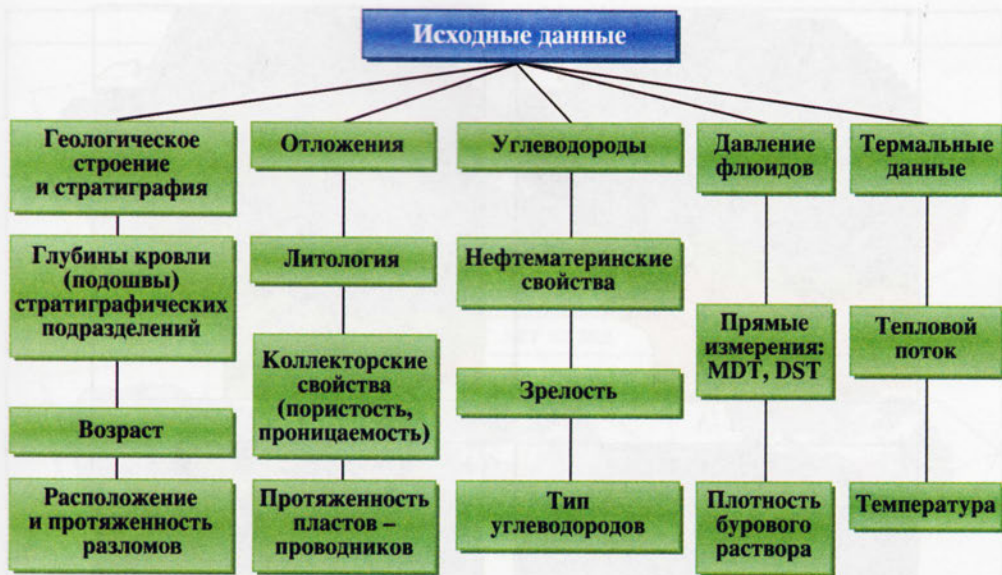 Исходные данные
Геологическое
строение
и стратиграфия
Глубины кровли
(подошвы)
стратиграфических
подразделений
Возраст
Расположение
и протяженность
разломов
Отложения
Литология
Коллекторские
свойства
(пористость,
проницаемость)
Протяженность
пластов –
проводников
Углеводороды
Нефтематеринские
свойства
Зрелость
Тип
углеводородов
Давление
флюидов
Прямые
измерения:
MDT, DST
Плотность
бурового
раствора
Термальные
данные
Тепловой
поток
Температура